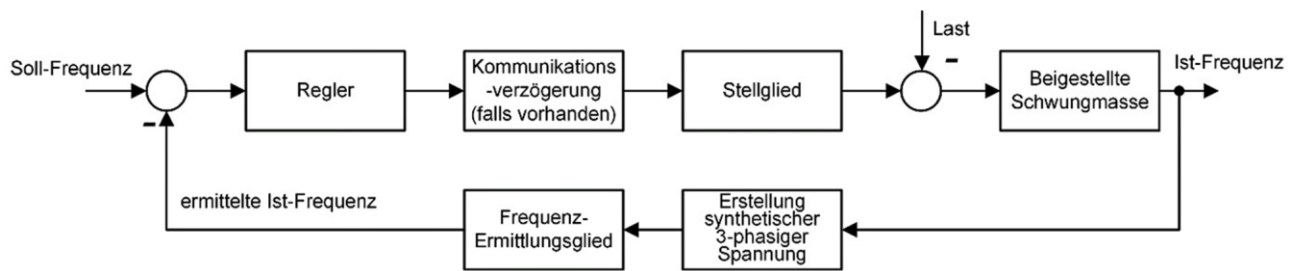 Last
-
Soll-Frequenz
Regler
Kommunikations
-verzögerung
(falls vorhanden)
Stellglied
Beigestellte
Schwungmasse
Ist-Frequenz
-
ermittelte Ist-Frequenz
Frequenz-
Ermittlungsglied
Erstellung
synthetischer
3-phasiger
Spannung